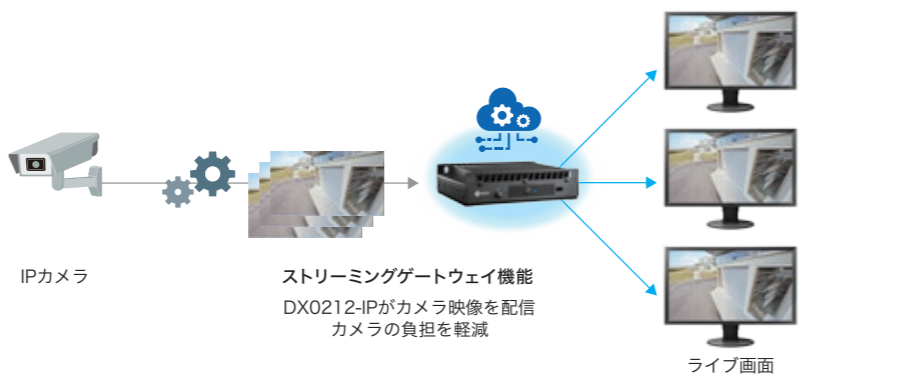 IPカメラ
ストリーミングゲートウェイ機能
DX0212-IPがカメラ映像を配信
カメラの負担を軽減
ライブ画面